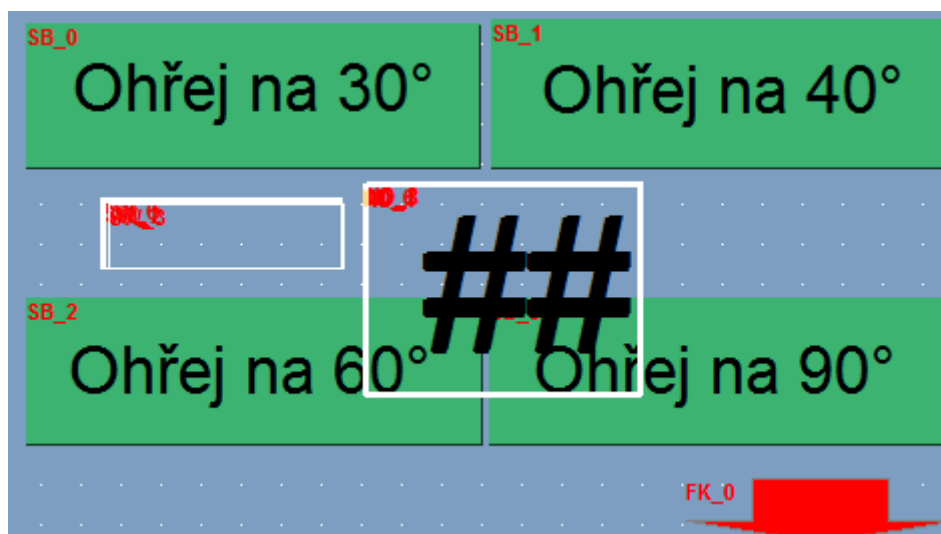 SB_0
SB_1
Ohřej na 30°
Ohřej na 40°
##
SB_2
Ohřej na 60°
Ohřej na 90°
FK_0